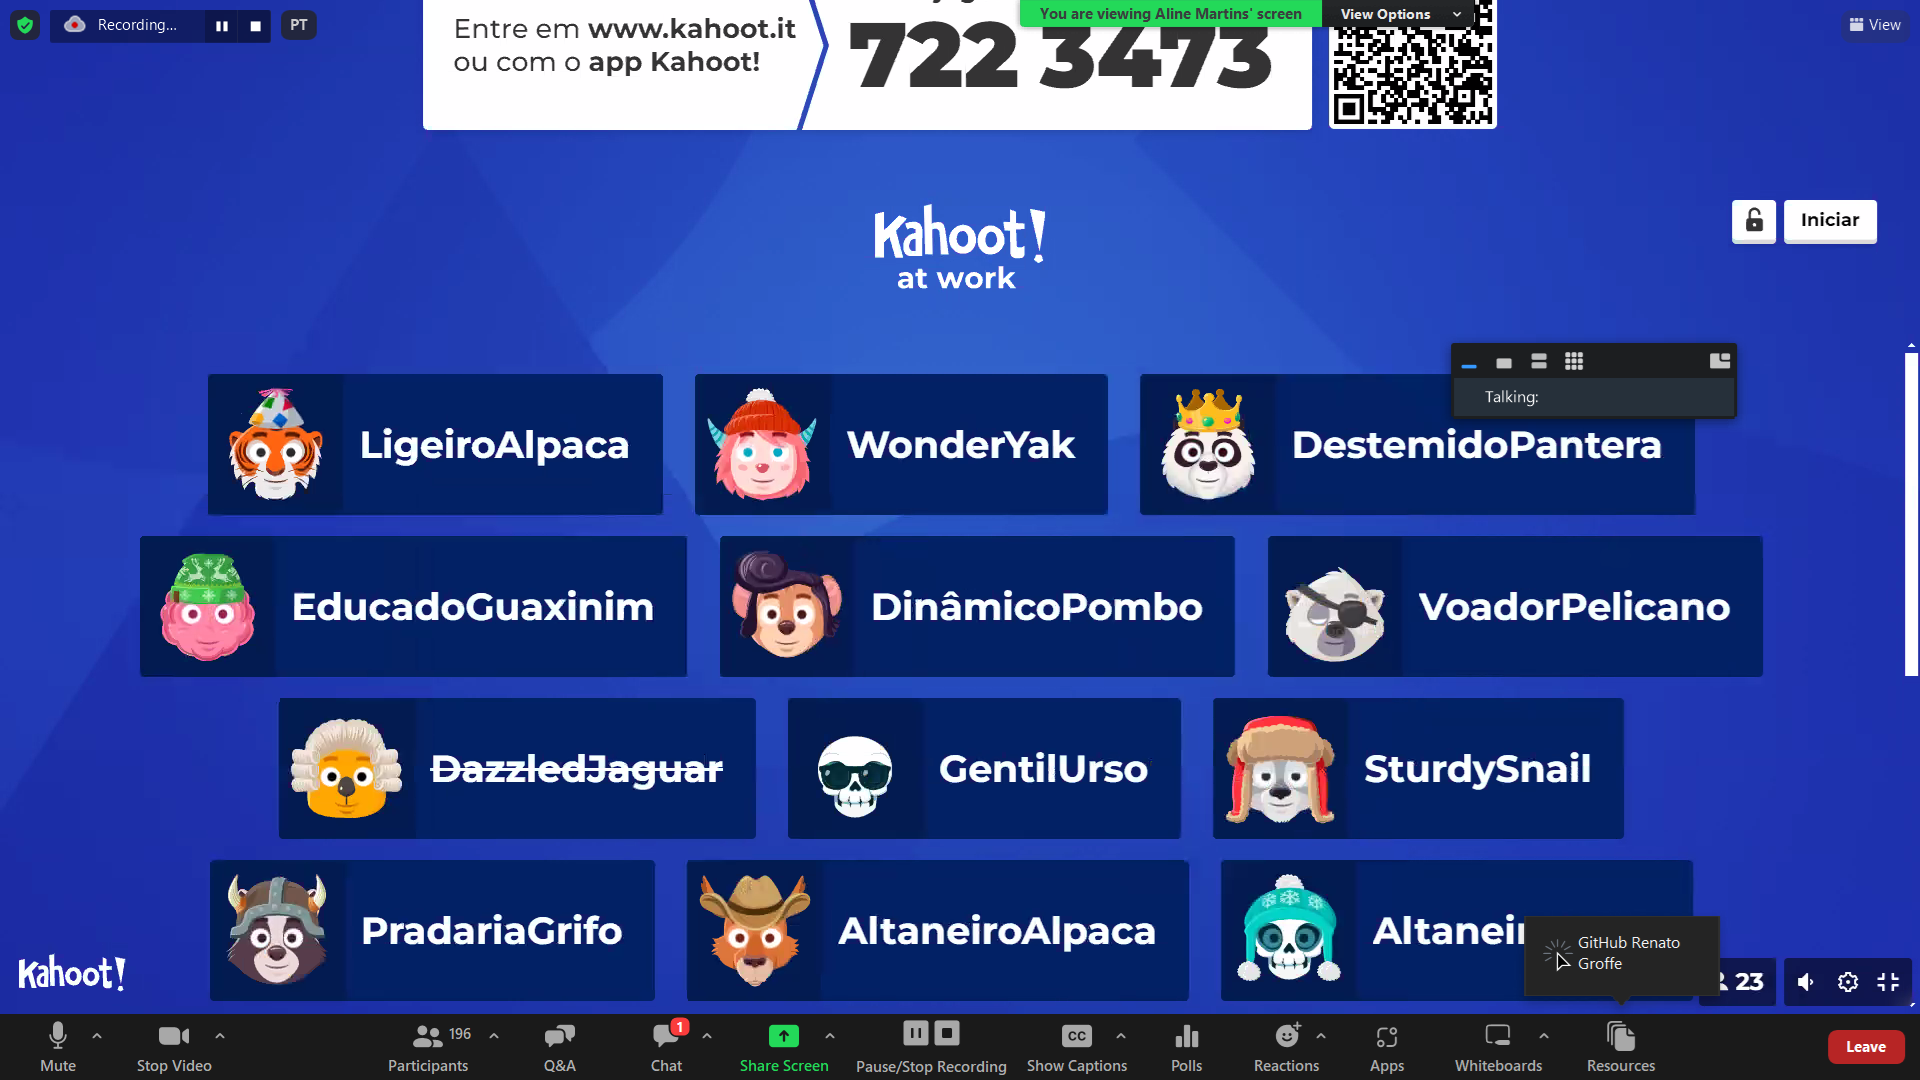 Recording...
PT
You are viewing Aline Martins' screen
View Options
View
Entre em www.kahoot.it
ou com o app Kahoot!
722 3473
Kahoot!
at work
Iniciar
Talking:
LigeiroAlpaca
WonderYak
DestemidoPantera
EducadoGuaxinim
DinâmicoPombo
VoadorPelicano
DazzledJaguar
GentilUrso
SturdySnail
PradariaGrifo
AltaneiroAlpaca
GitHub Renato
Groffe
Kahoot!
23
Mute
Stop Video
196
Participants
Q&A
1
Chat
Share Screen
Pause/Stop Recording
CC
Show Captions
Polls
Reactions
Apps
Whiteboards
Resources
Leave